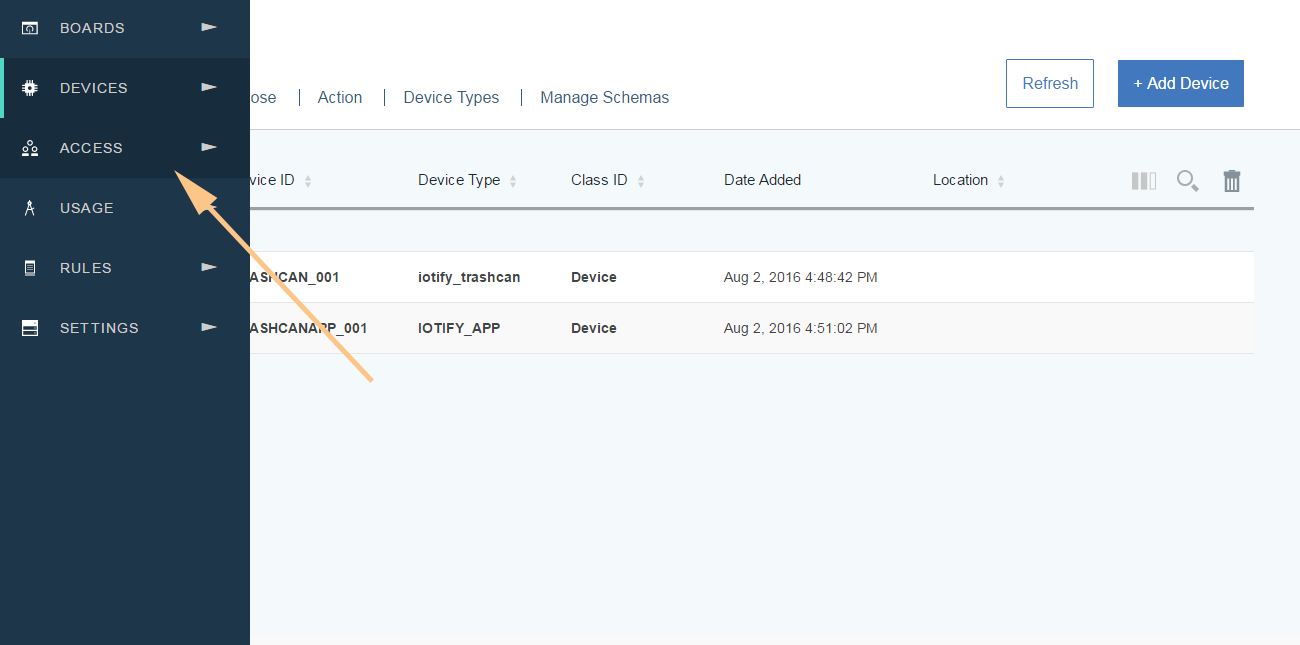 BOARDS
DEVICES
ACCESS
USAGE
RULES
SETTINGS
ose | Action | Device Types | Manage Schemas
Refresh
+ Add Device
vice ID Device Type Class ID Date Added Location
ASHCAN_001 iotify_trashcan Device Aug 2, 2016 4:48:42 PM
ASHCANAPP_001 IOTIFY_APP Device Aug 2, 2016 4:51:02 PM